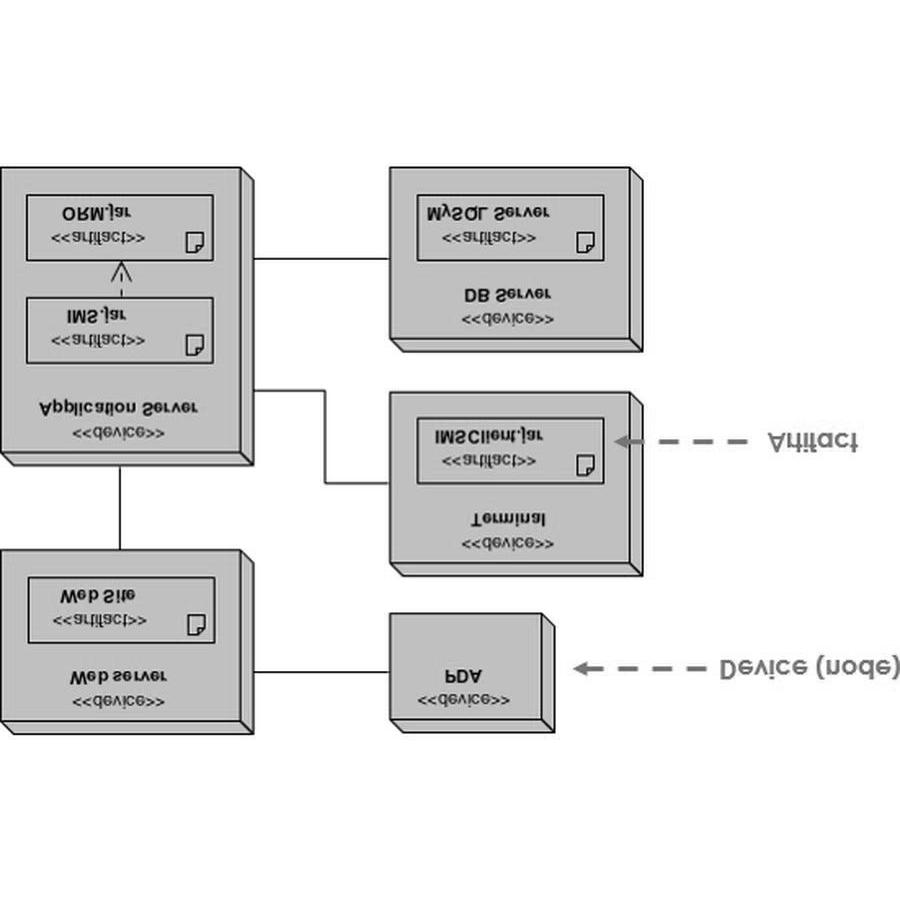 <<device>>
Web server
<<artifact>>
Web Site
<<device>>
PDA
Device (node)
<<device>>
Application Server
<<artifact>>
IMS.jar
<<artifact>>
ORM.jar
<<device>>
Terminal
<<artifact>>
IMSClient.jar
Artifact
<<device>>
DB Server
<<artifact>>
MySQL Server